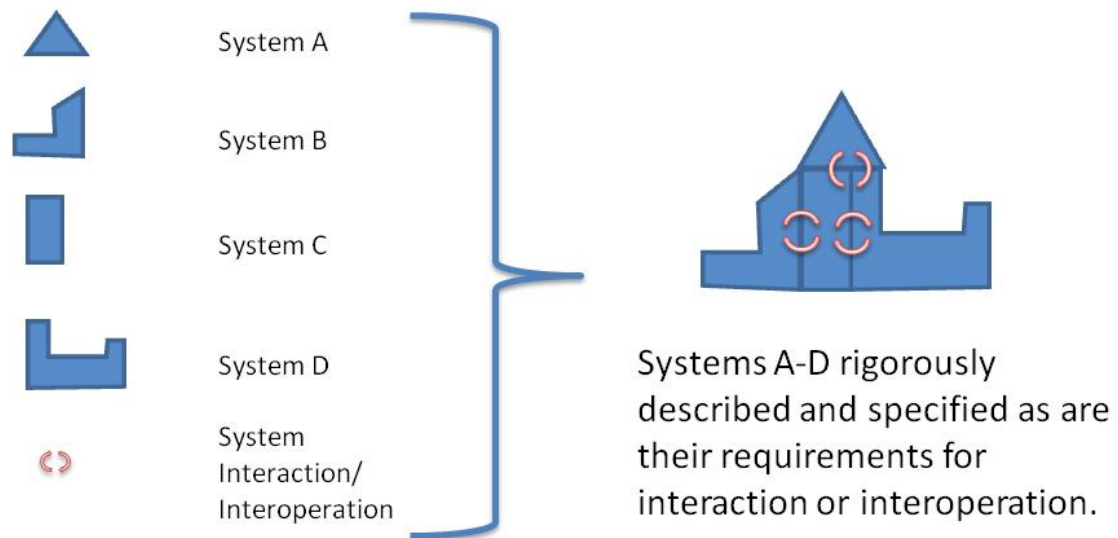 System A
System B
System C
System D
System
Interaction/
Interoperation
Systems A-D rigorously
described and specified as are
their requirements for
interaction or interoperation.